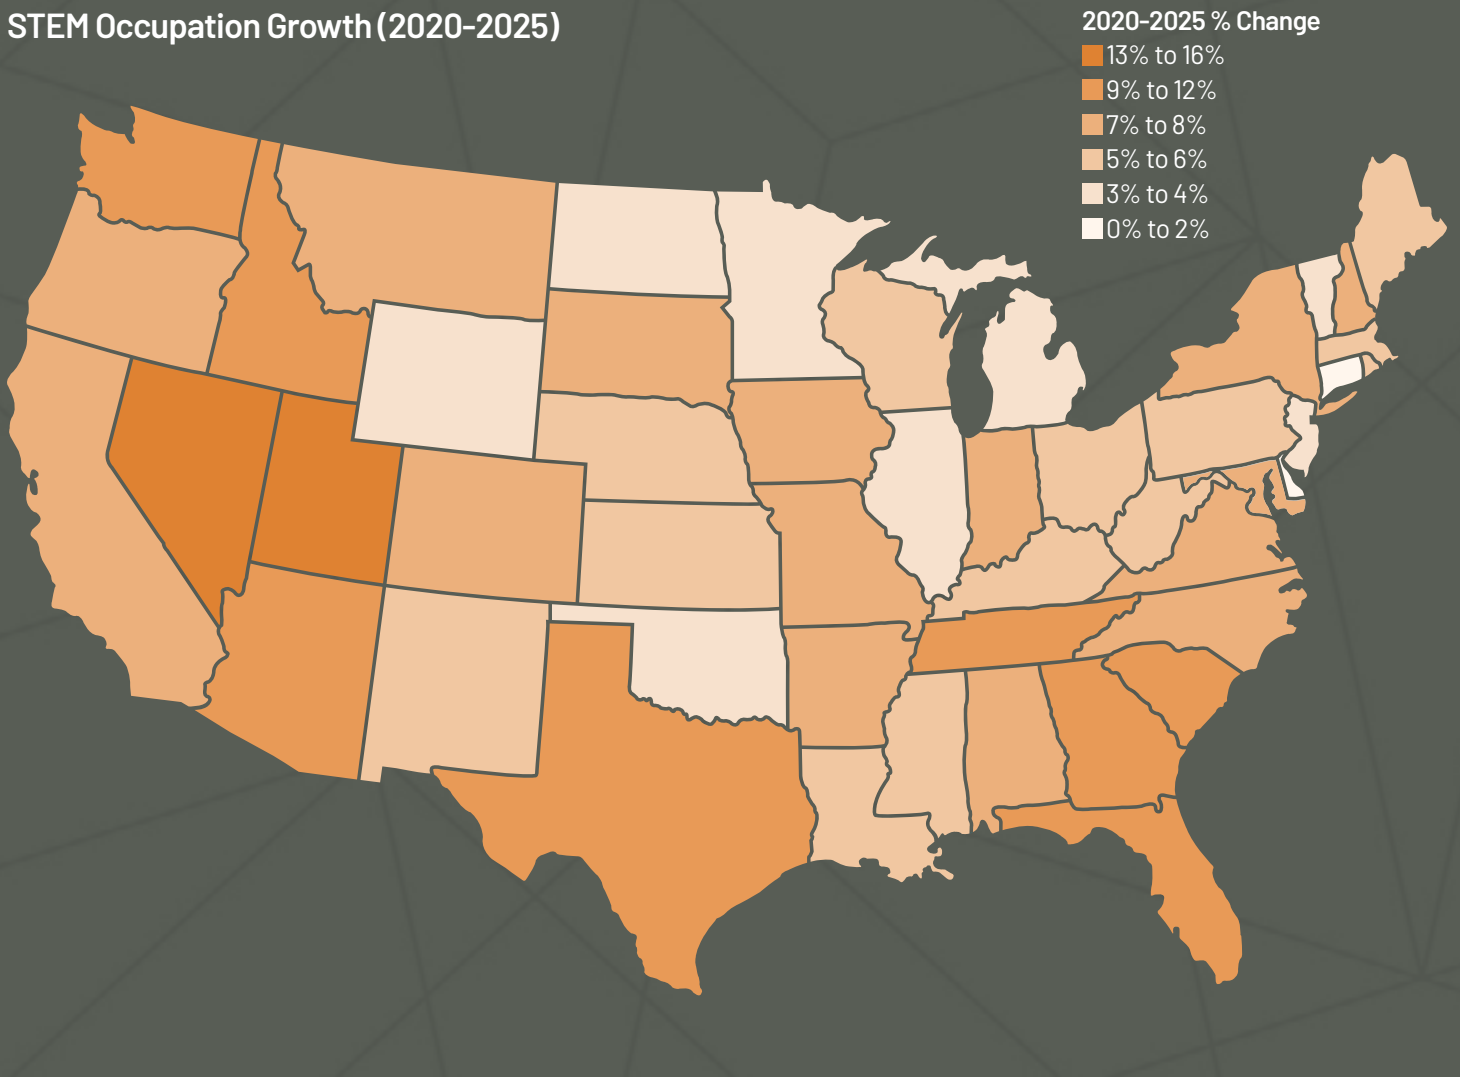 STEM Occupation Growth (2020-2025)
2020-2025 % Change
13% to 16%
9% to 12%
7% to 8%
5% to 6%
3% to 4%
0% to 2%